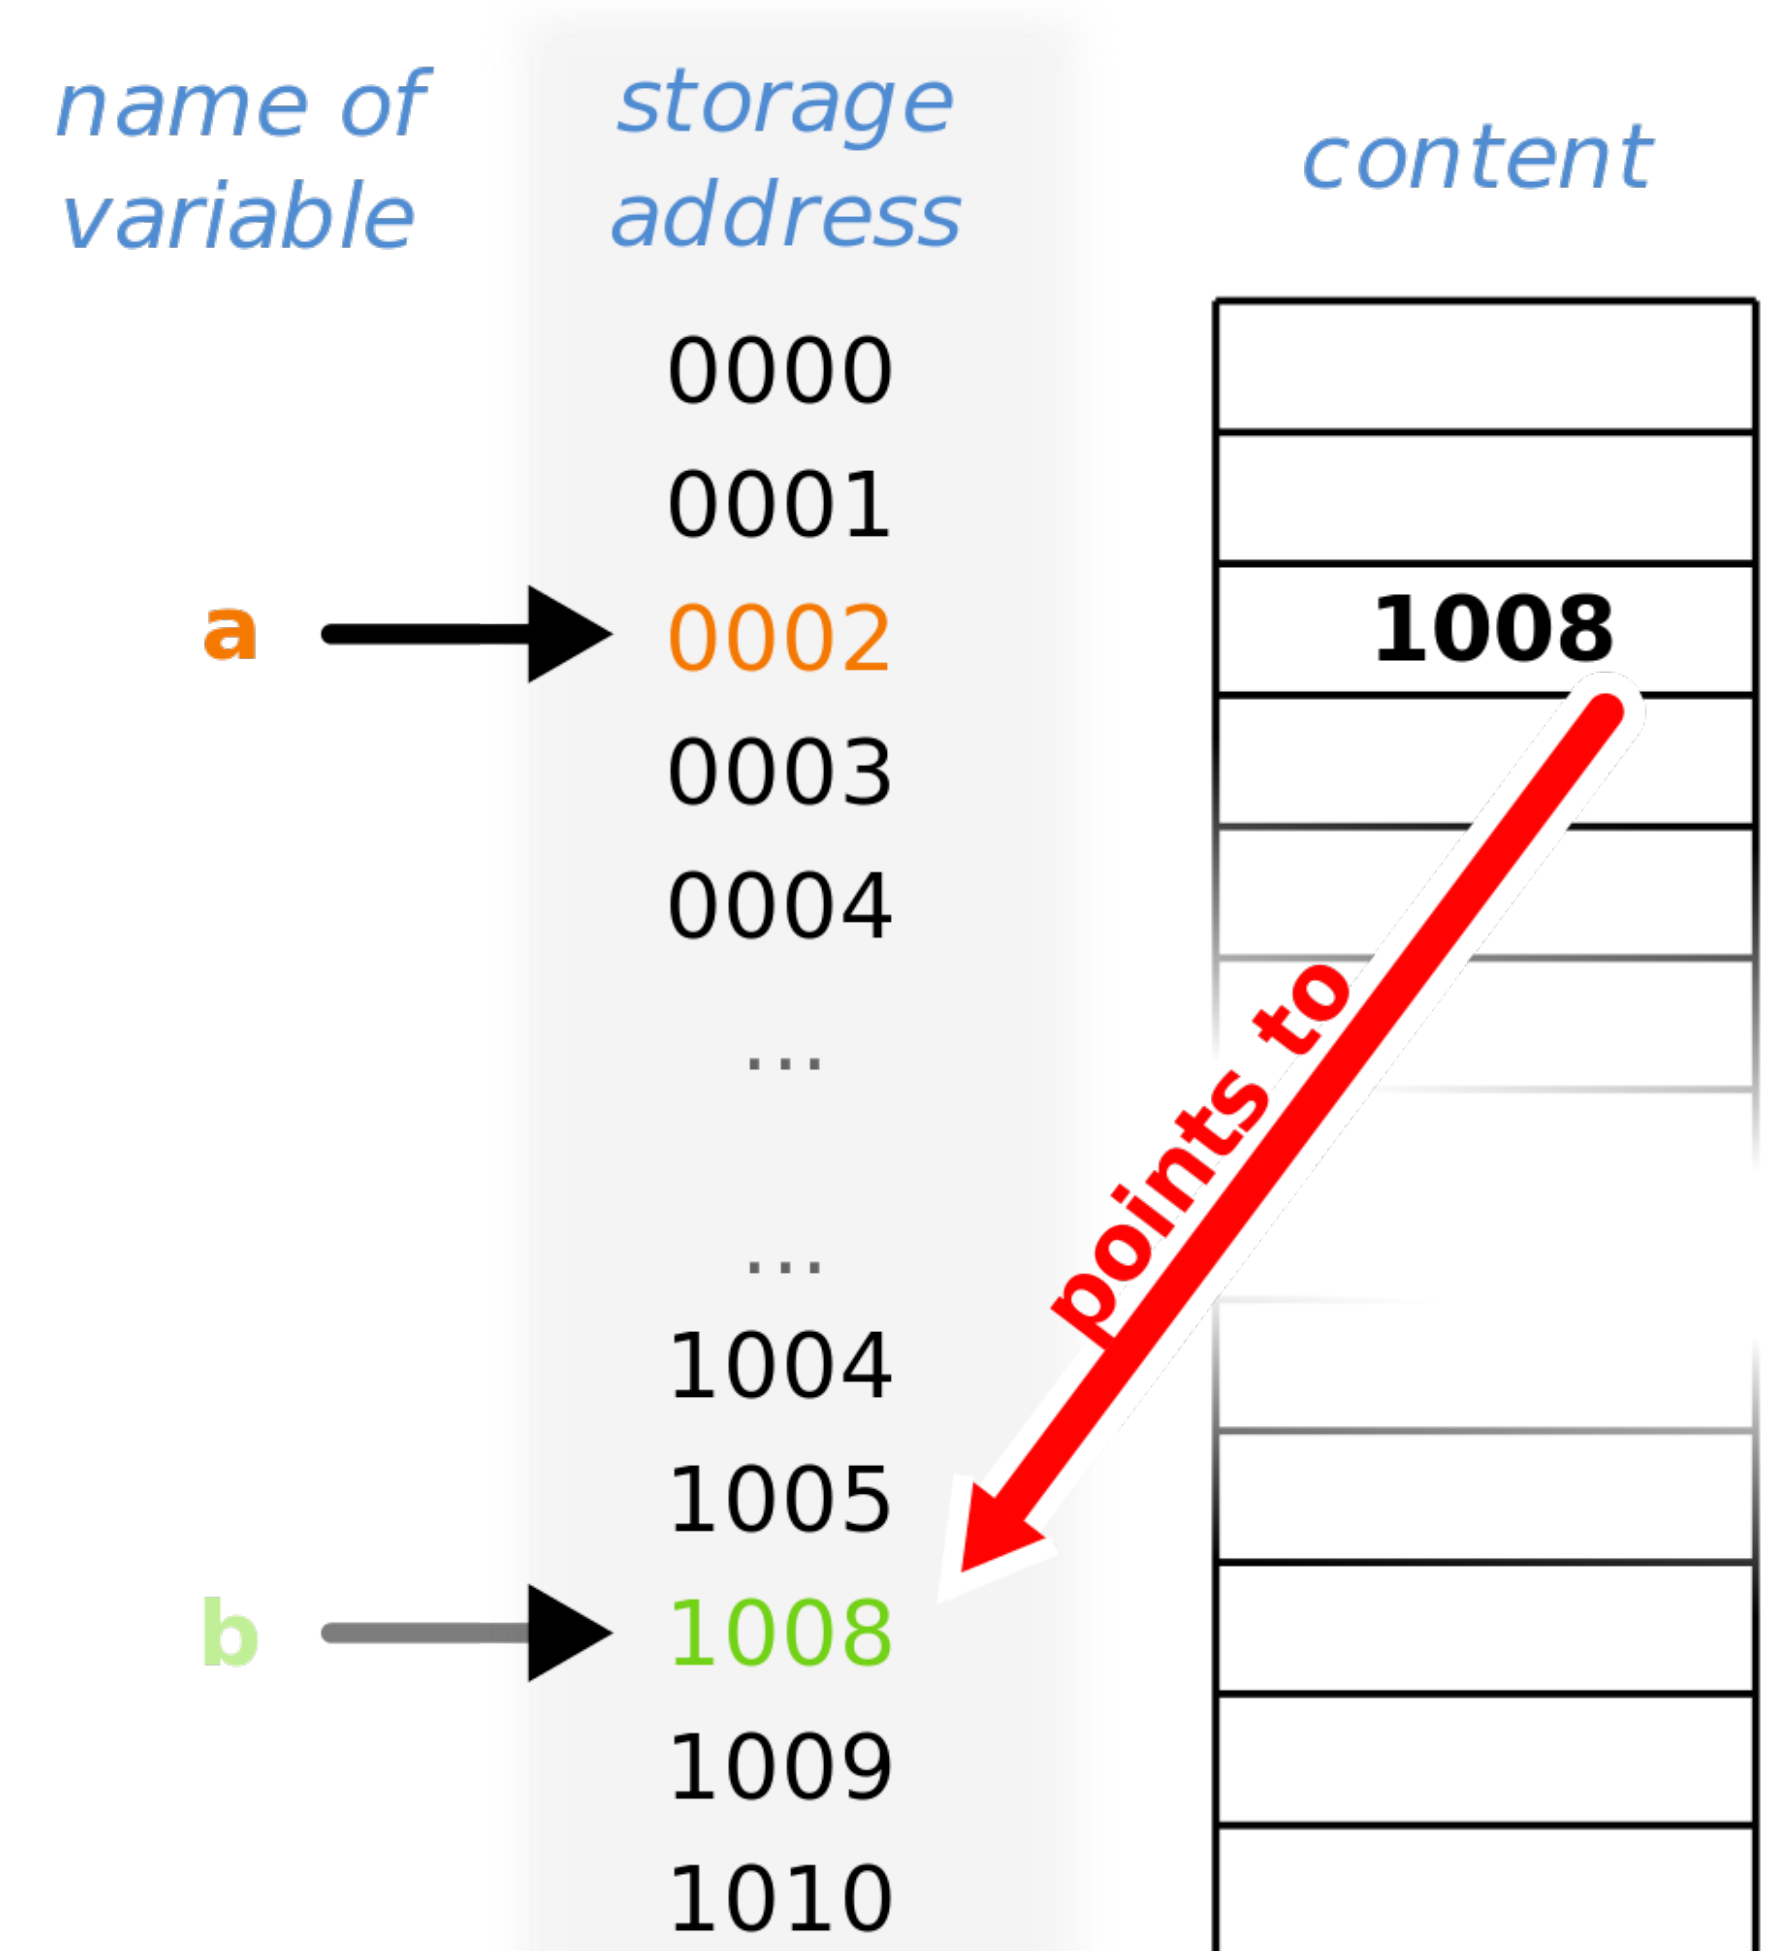 name of
variable
storage
address
content
0000
0001
a
0002
1008
0003
0004
...
points to
...
1004
1005
b
1008
1009
1010